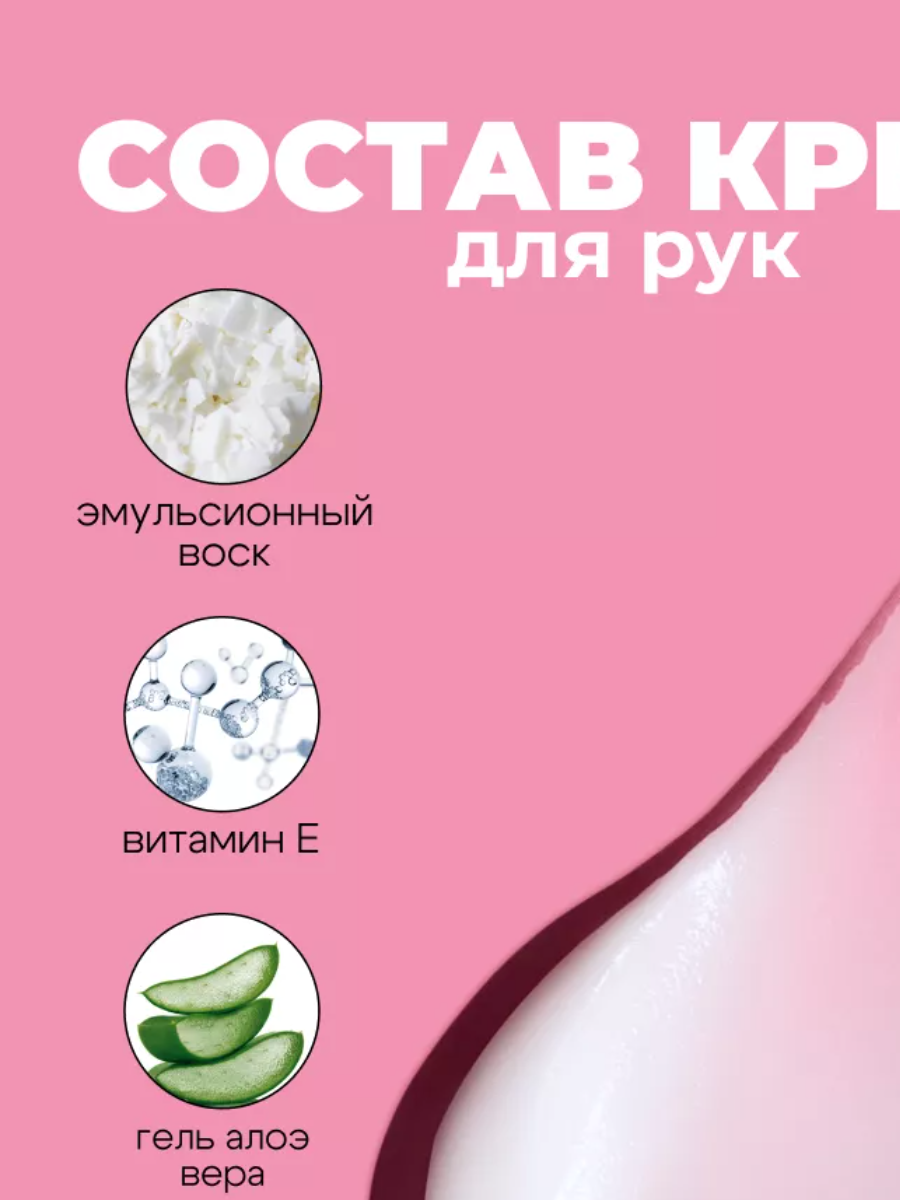 СОСТАВ КР
для рук
эмульсионный
воск
витамин Е
гель алоэ
вера